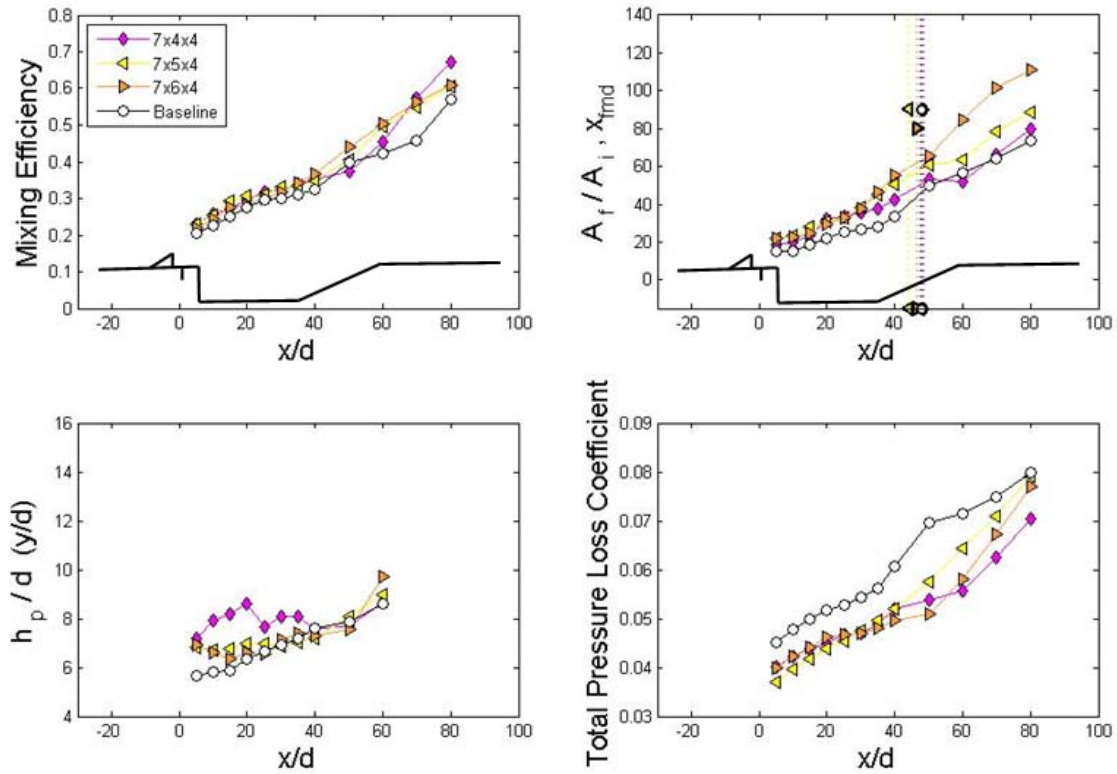 Mixing Efficiency
0.8
0.7
0.6
0.5
0.4
0.3
0.2
0.1
0
7x4x4
7x5x4
7x6x4
Baseline
-20 0 20 40 60 80 100
x/d
A f / A i , x fmd
140
120
100
80
60
40
20
0
-20 0 20 40 60 80 100
x/d
h p / d (y/d)
16
14
12
10
8
6
4
-20 0 20 40 60 80 100
x/d
Total Pressure Loss Coefficient
0.09
0.08
0.07
0.06
0.05
0.04
0.03
-20 0 20 40 60 80 100
x/d